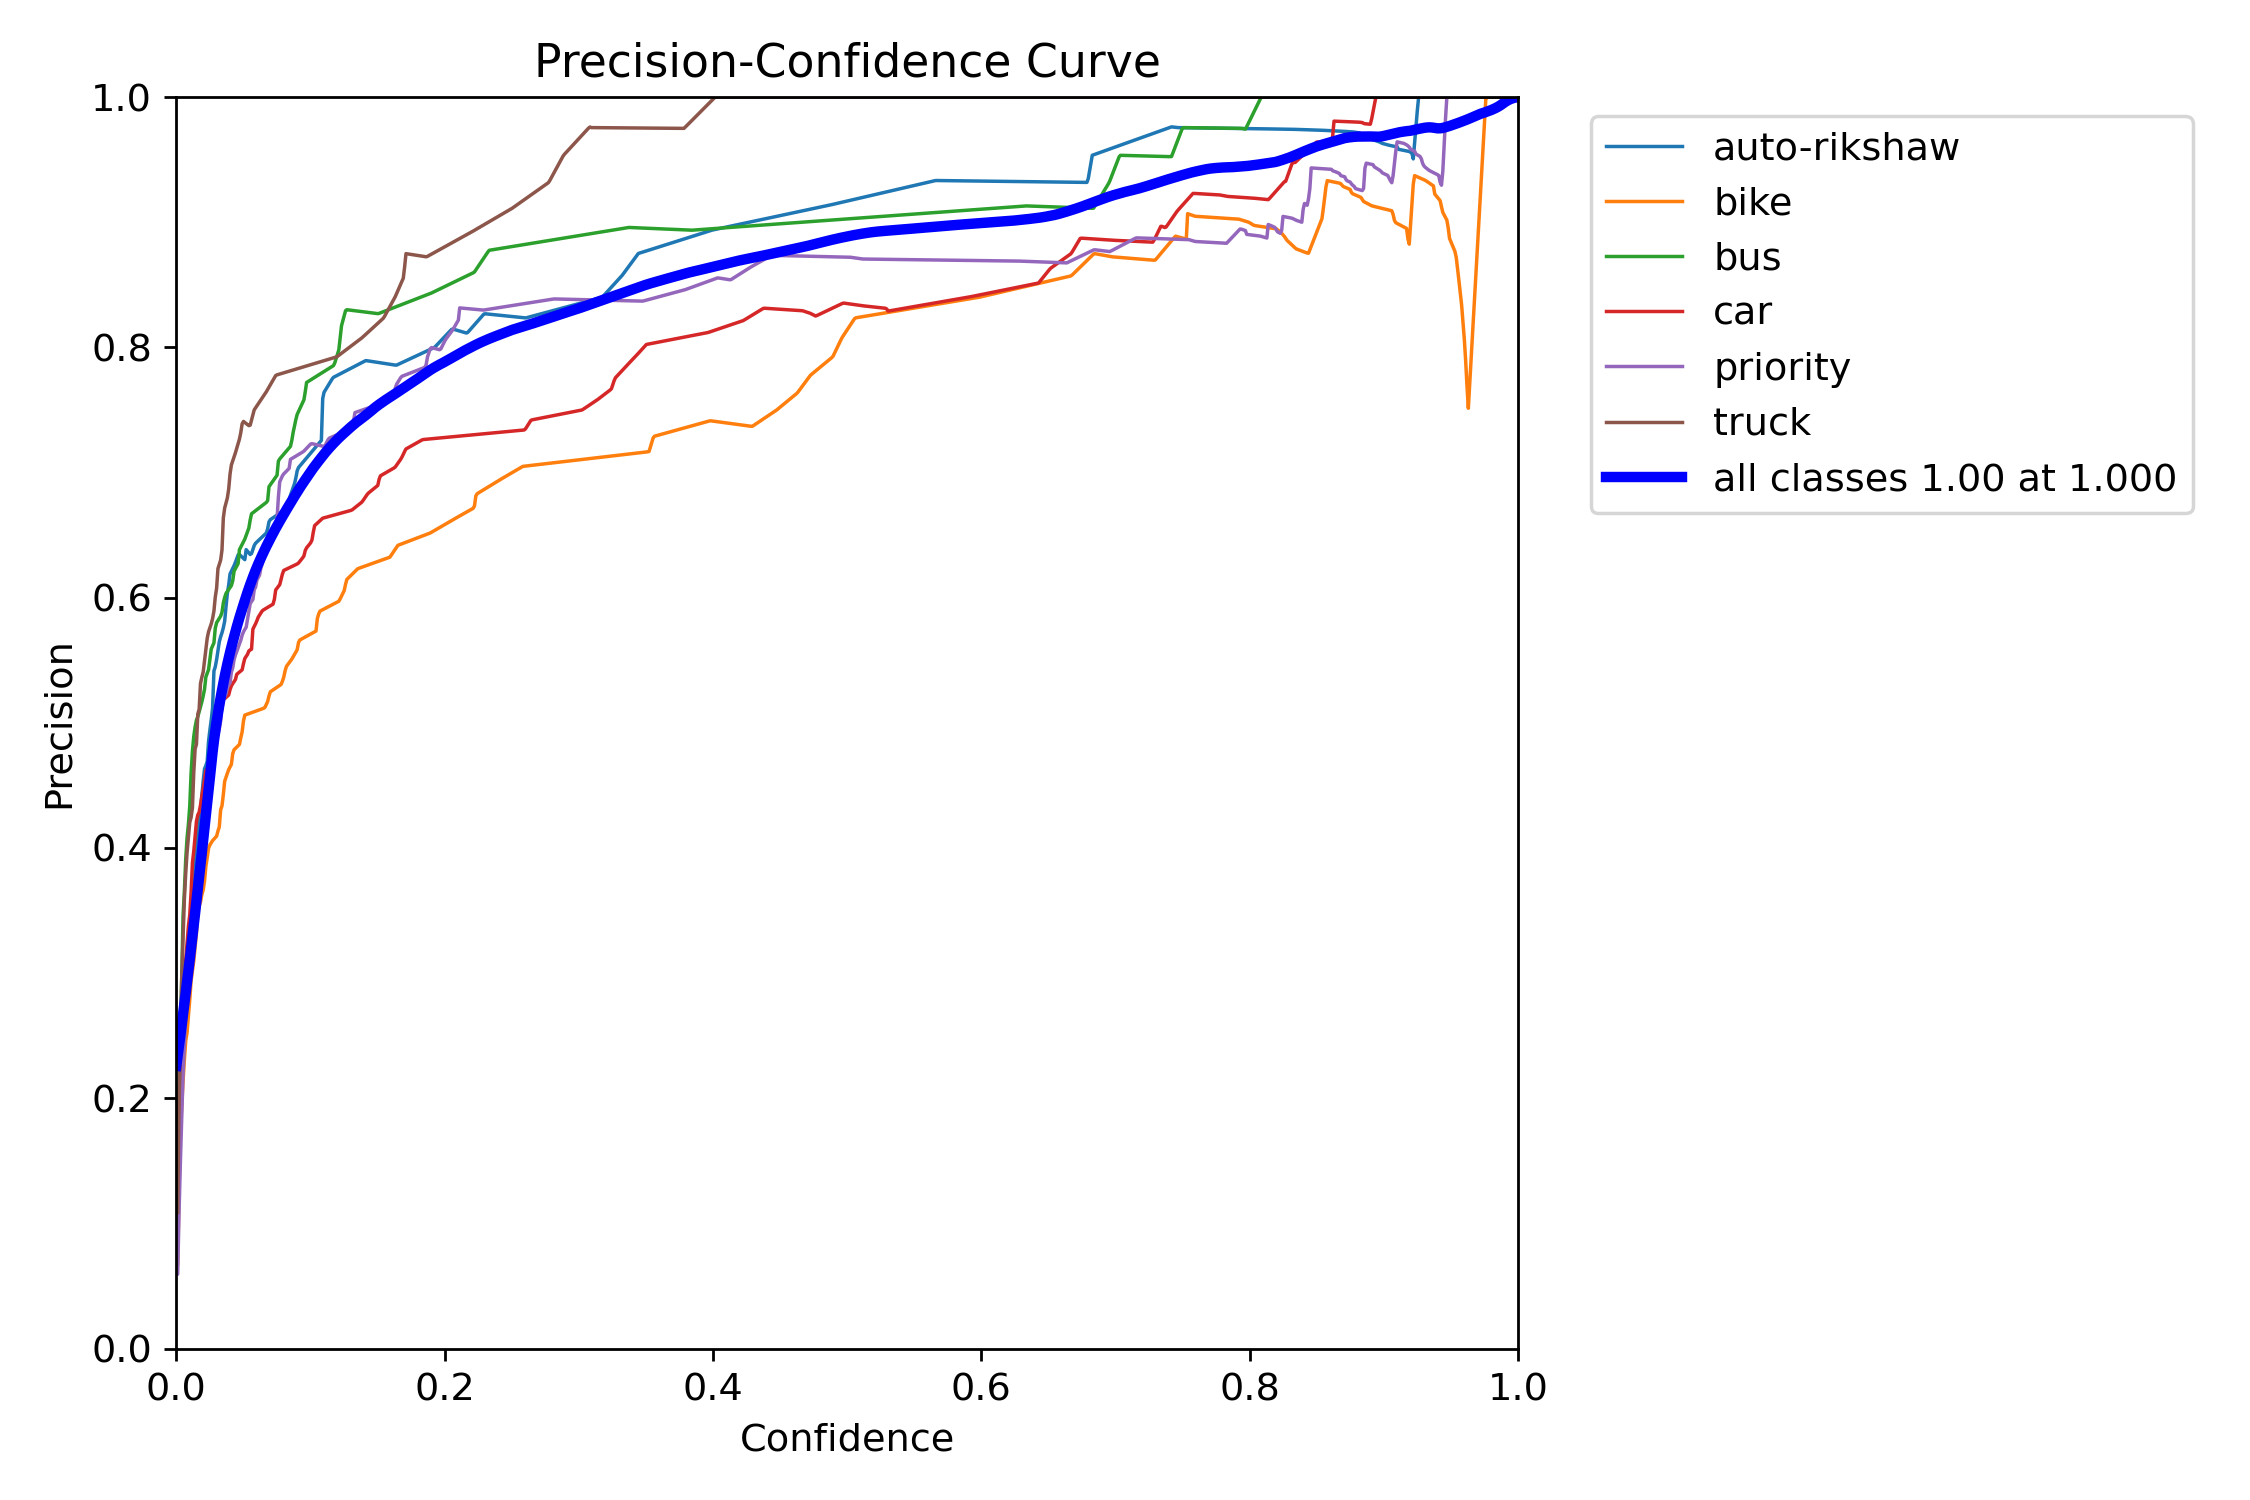 Precision-Confidence Curve
1.0
0.8
0.6
0.4
0.2
0.0
Precision
0.0 0.2 0.4 0.6 0.8 1.0
Confidence
auto-rikshaw
bike
bus
car
priority
truck
all classes 1.00 at 1.000